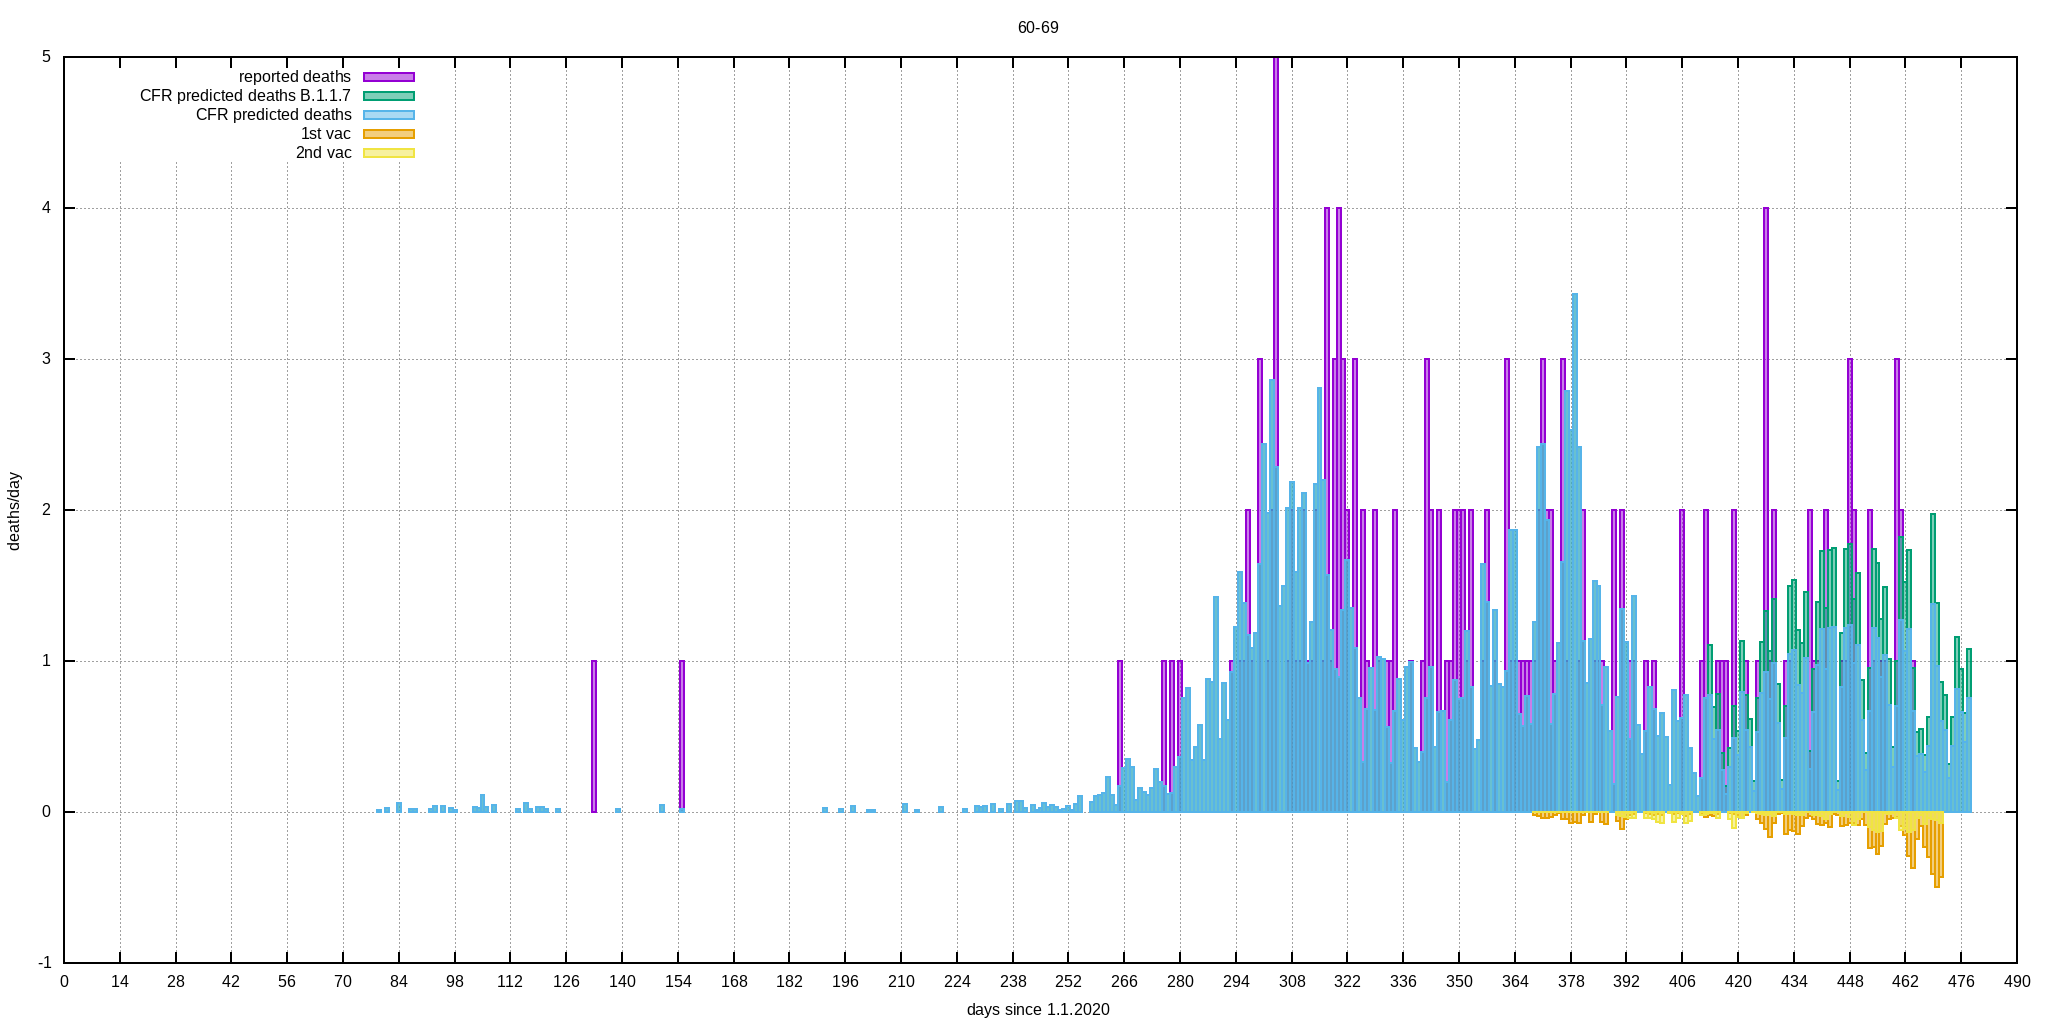 60-69
reported deaths
CFR predicted deaths B.1.1.7
CFR predicted deaths
1st vac
2nd vac
5
4
3
2
1
0
-1
deaths/day
0 14 28 42 56 70 84 98 112 126 140 154 168 182 196 210 224 238 252 266 280 294 308 322 336 350 364 378 392 406 420 434 448 462 476 490
days since 1.1.2020